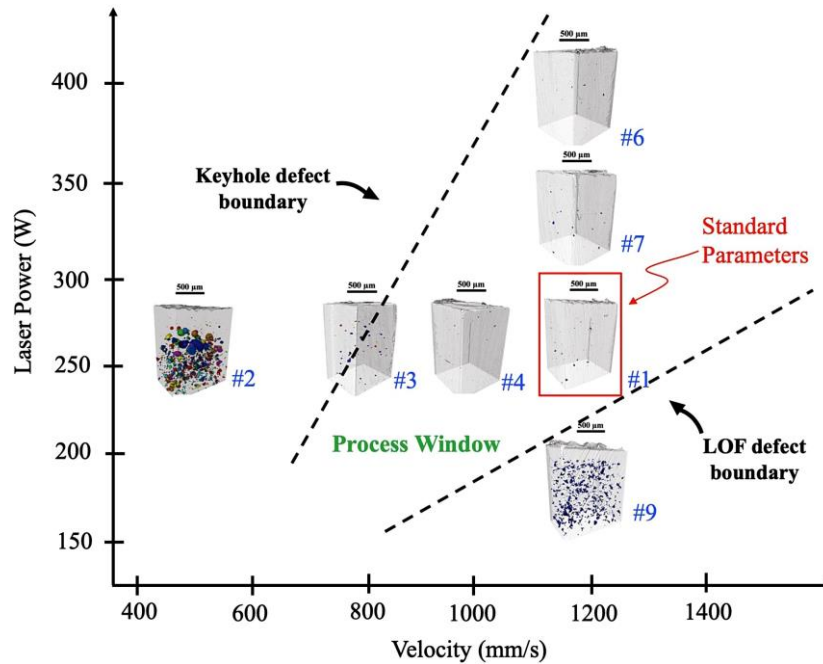 500 µm
400
#6
500 µm
Keyhole defect
boundary
350
#7
Standard
Parameters
Laser Power (W)
300
500 µm
500 µm
500 µm
500 µm
250
#2
#3
#4
#1
Process Window
200
500 µm
LOF defect
boundary
#9
150
400
600
800
1000
1200
1400
Velocity (mm/s)